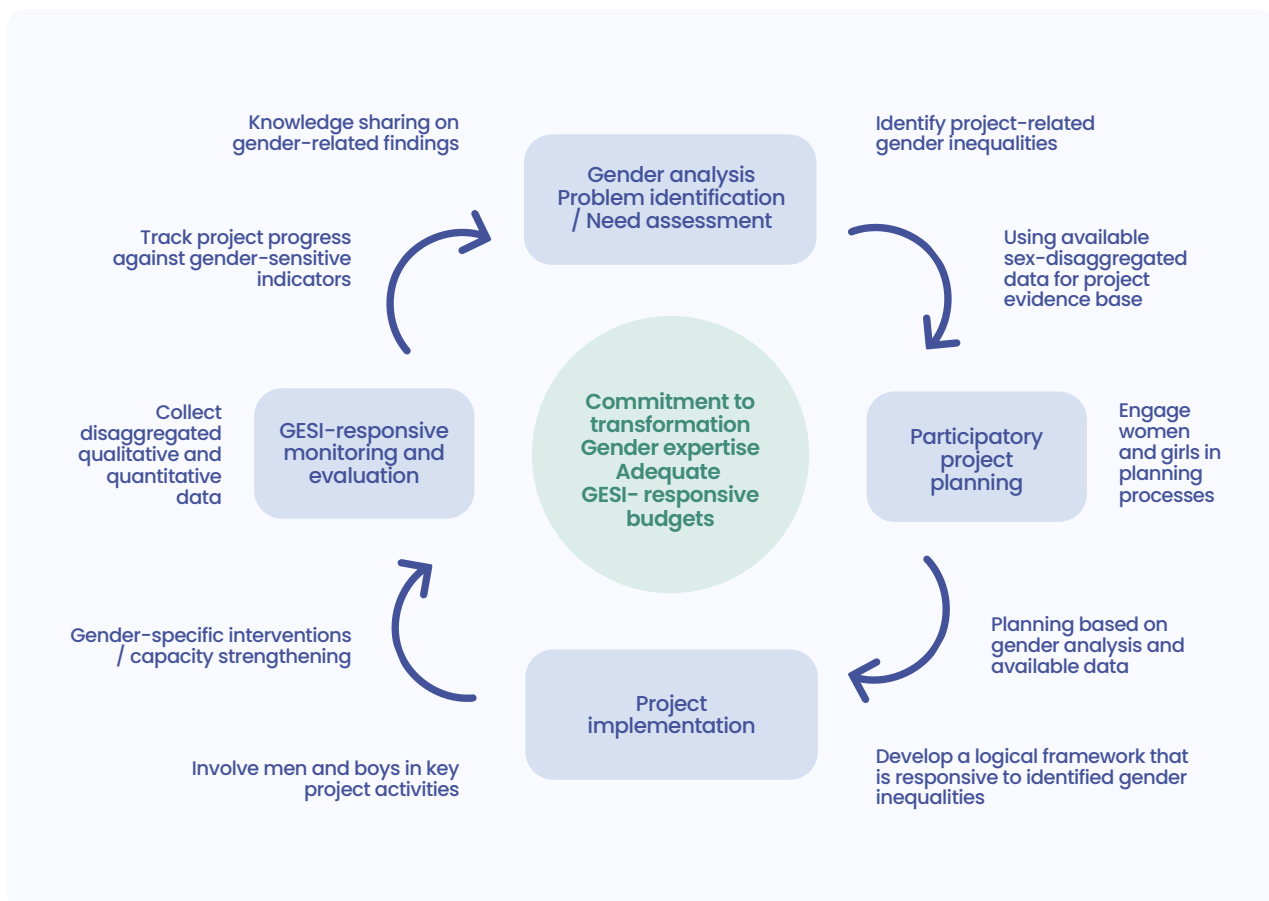 Knowledge sharing on
gender-related findings
Gender analysis
Problem identification
/ Need assessment
Identify project-related
gender inequalities
Track project progress
against gender-sensitive
indicators
Using available
sex-disaggregated
data for project
evidence base
Collect
disaggregated
qualitative and
quantitative
data
GESI-responsive
monitoring and
evaluation
Commitment to
transformation
Gender expertise
Adequate
GESI- responsive
budgets
Participatory
project
planning
Engage
women
and girls in
planning
processes
Gender-specific interventions
/ capacity strengthening
Planning based on
gender analysis and
available data
Project
implementation
Involve men and boys in key
project activities
Develop a logical framework that
is responsive to identified gender
inequalities